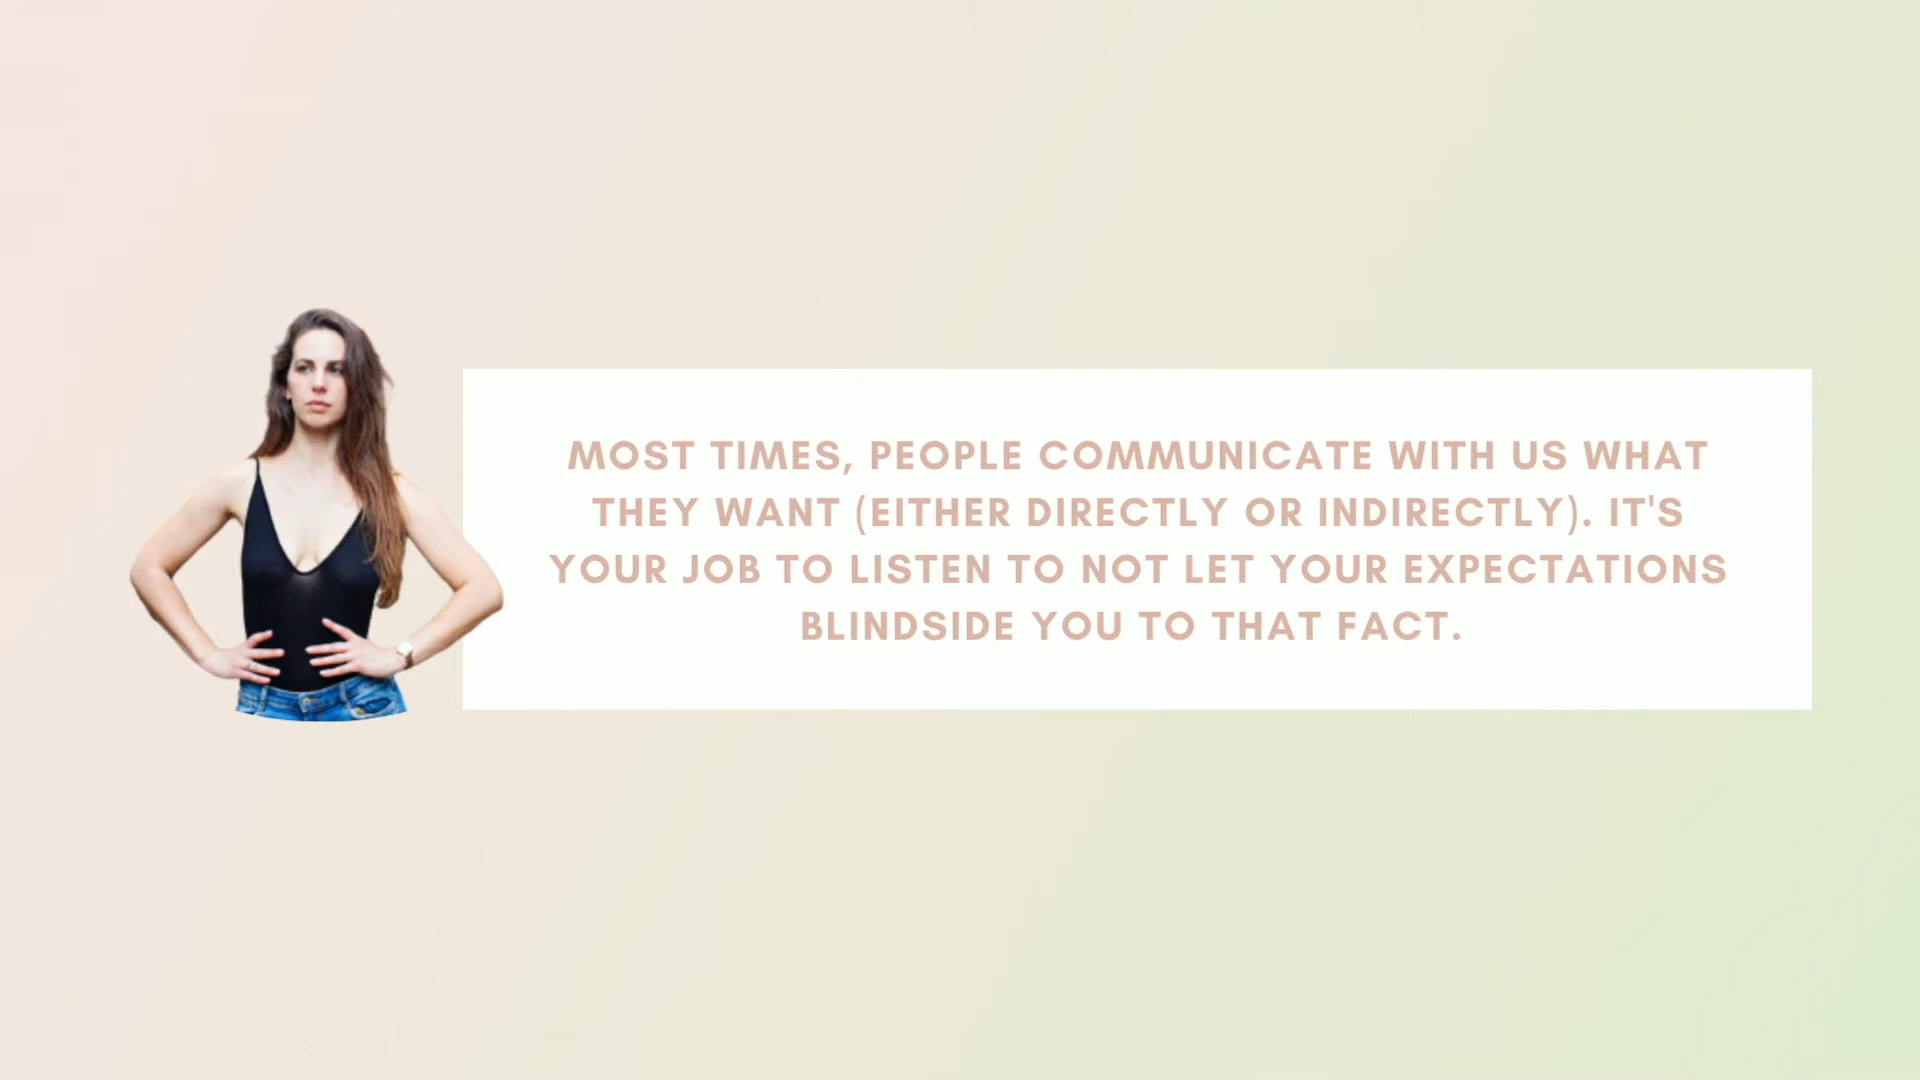 MOST TIMES, PEOPLE COMMUNICATE WITH US WHAT
THEY WANT (EITHER DIRECTLY OR INDIRECTLY). IT'S
YOUR JOB TO LISTEN TO NOT LET YOUR EXPECTATIONS
BLINDSIDE YOU TO THAT FACT.